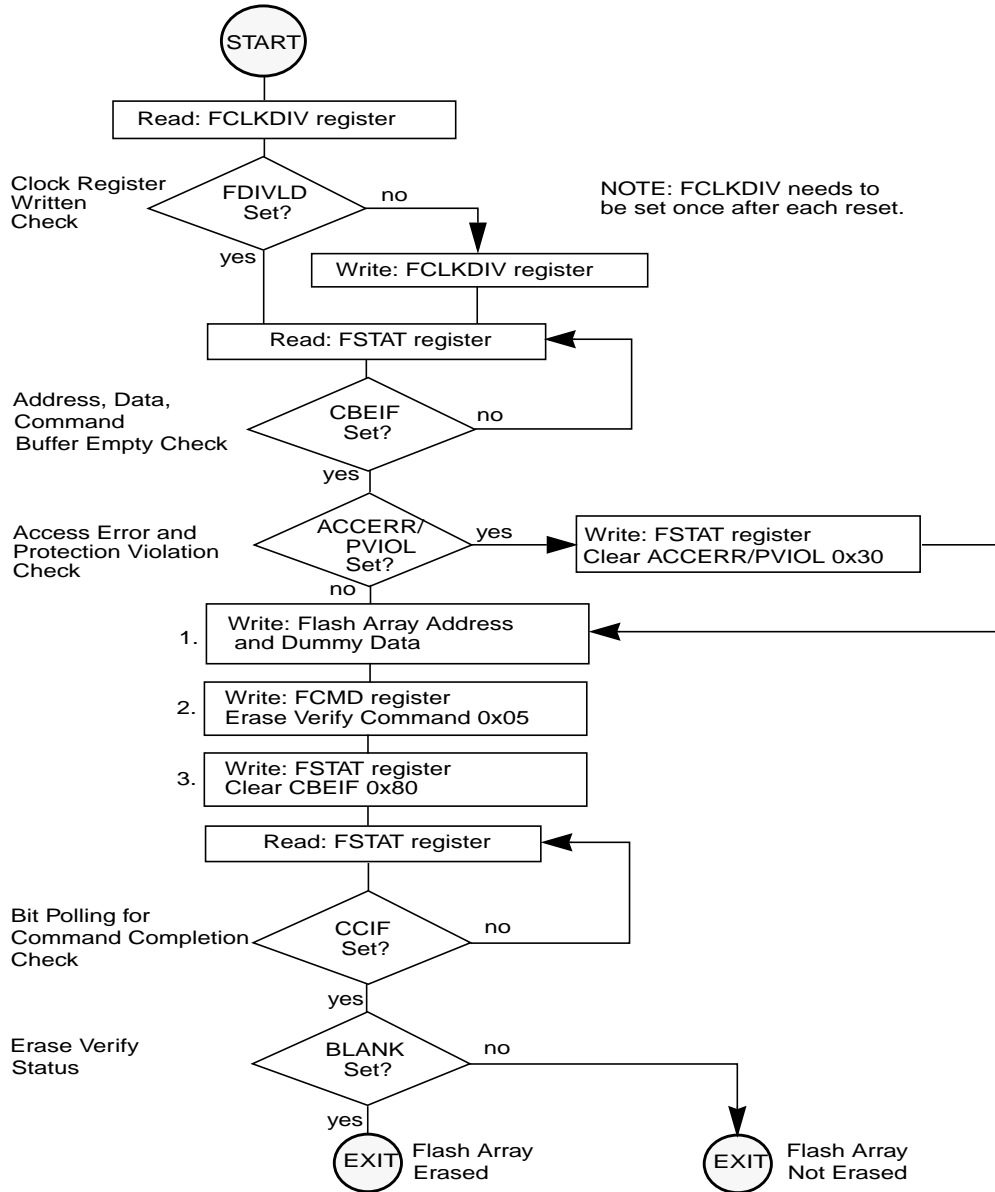 START
Read: FCLKDIV register
Clock Register
Written
Check
FDIVLD
Set?
no
yes
NOTE: FCLKDIV needs to
be set once after each reset.
Write: FCLKDIV register
Read: FSTAT register
Address, Data,
Command
Buffer Empty Check
CBEIF
Set?
no
yes
Access Error and
Protection Violation
Check
ACCERR/
PVIOL
Set?
yes
no
Write: FSTAT register
Clear ACCERR/PVIOL 0x30
1.
Write: Flash Array Address
and Dummy Data
2.
Write: FCMD register
Erase Verify Command 0x05
3.
Write: FSTAT register
Clear CBEIF 0x80
Read: FSTAT register
Bit Polling for
Command Completion
Check
CCIF
Set?
no
yes
Erase Verify
Status
BLANK
Set?
no
yes
EXIT
Flash Array
Erased
EXIT
Flash Array
Not Erased